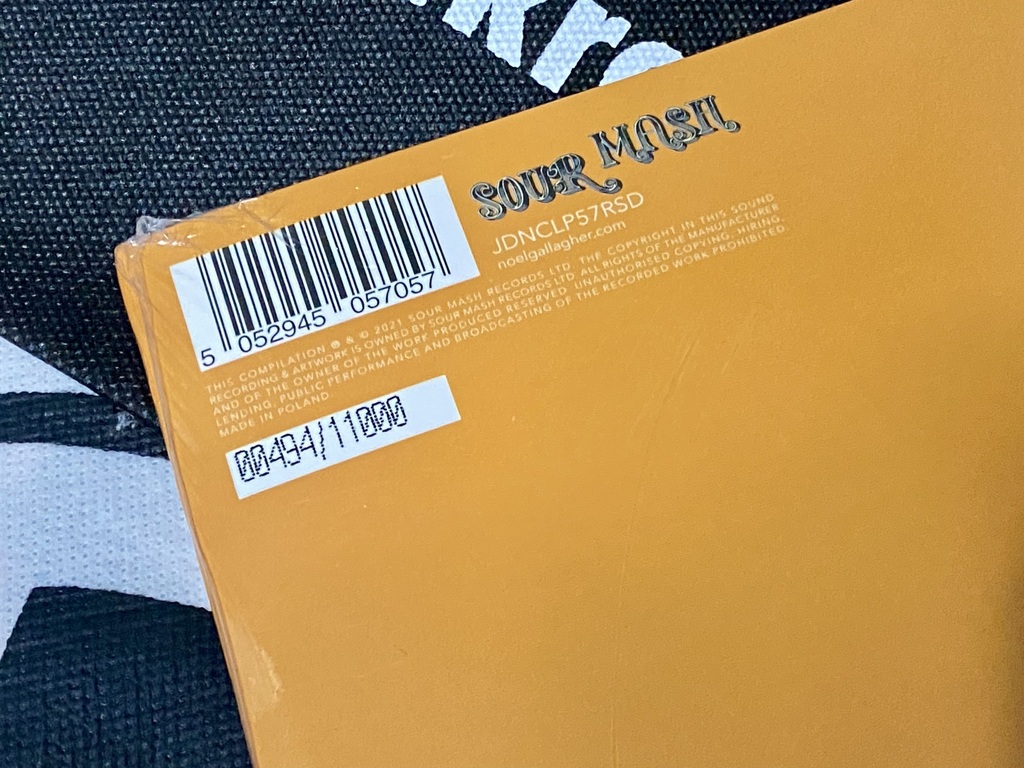 kro
SOUR MASH
JDNCLP57RSD
noelgallagher.com
5 052945 057057
THIS COMPILATION ℗ & © 2021 SOUR MASH RECORDS LTD. THE COPYRIGHT IN THIS SOUND
RECORDING & ARTWORK IS OWNED BY SOUR MASH RECORDS LTD. ALL RIGHTS OF THE MANUFACTURER
AND OF THE OWNER OF THE WORK PRODUCED RESERVED. UNAUTHORISED COPYING, HIRING,
LENDING, PUBLIC PERFORMANCE AND BROADCASTING OF THE RECORDED WORK PROHIBITED.
MADE IN POLAND.
00494/11000